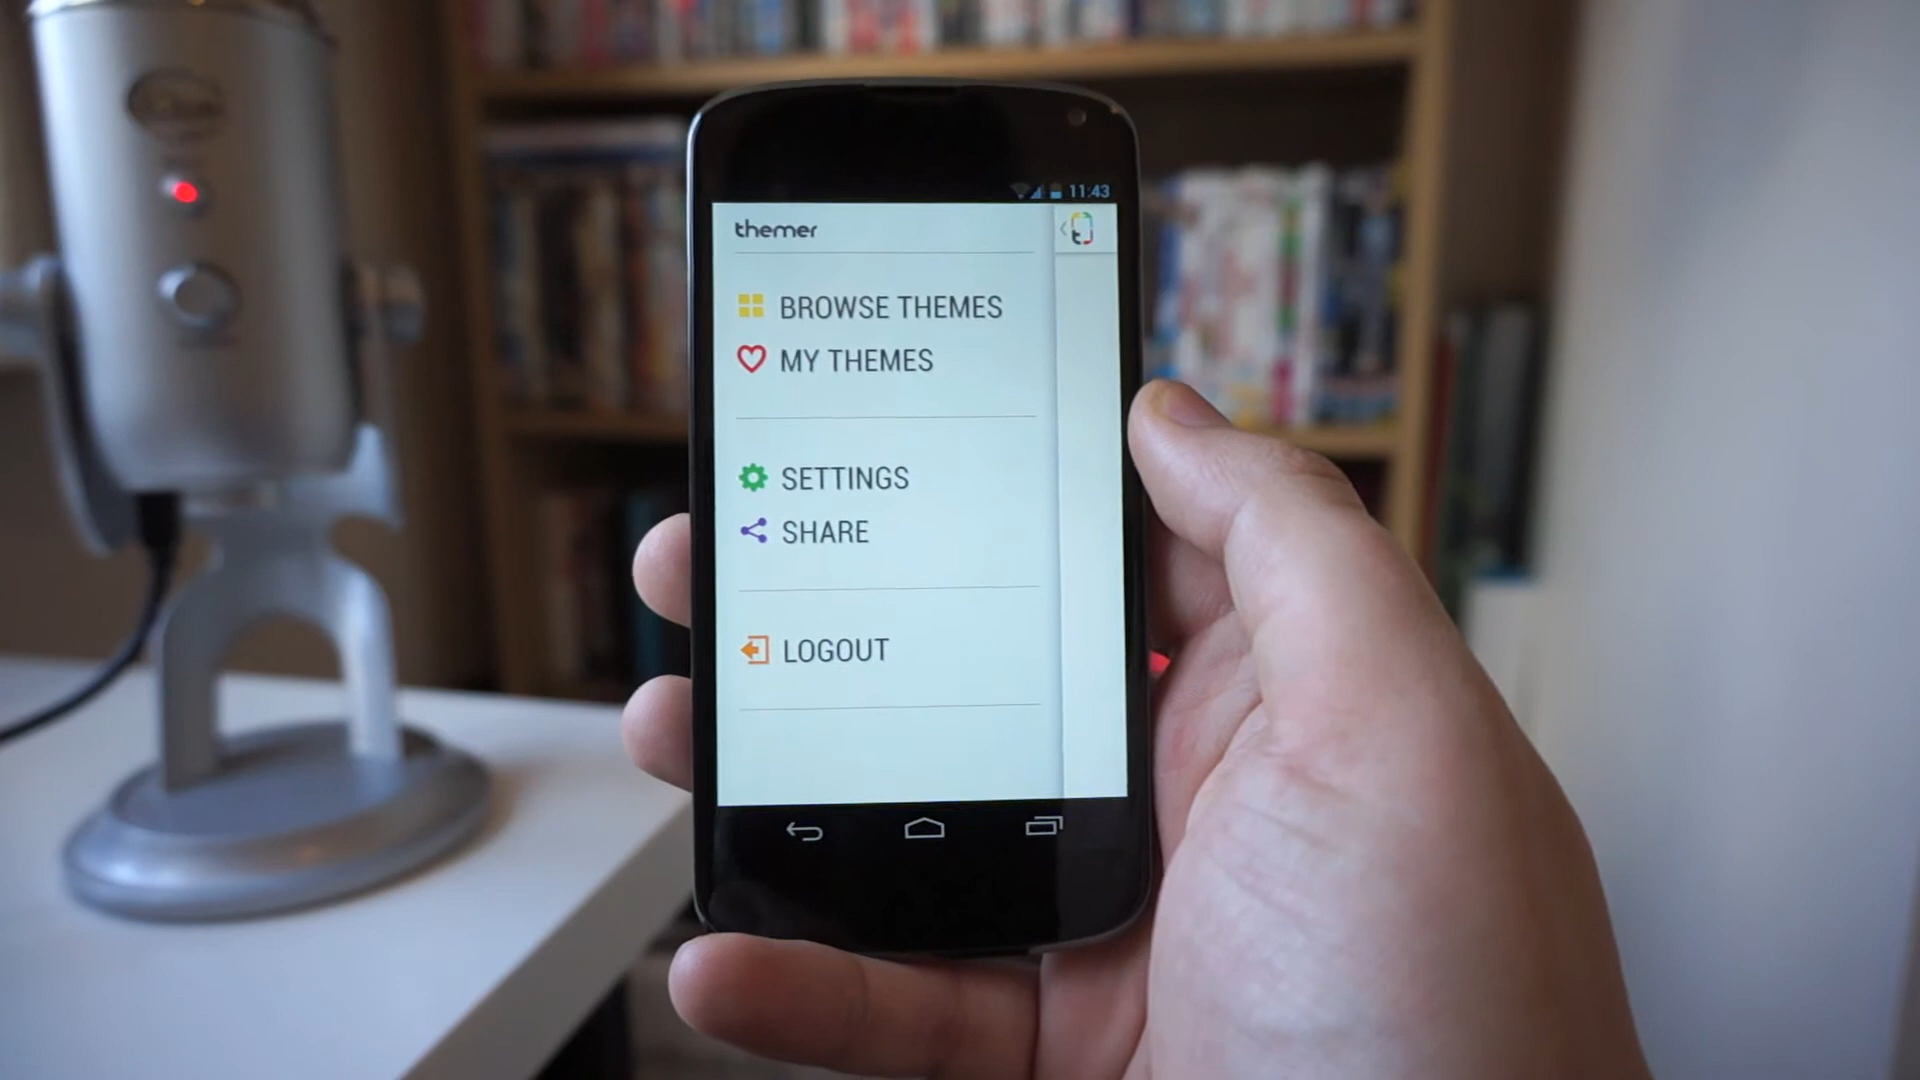 11:43
themer
BROWSE THEMES
MY THEMES
SETTINGS
SHARE
LOGOUT